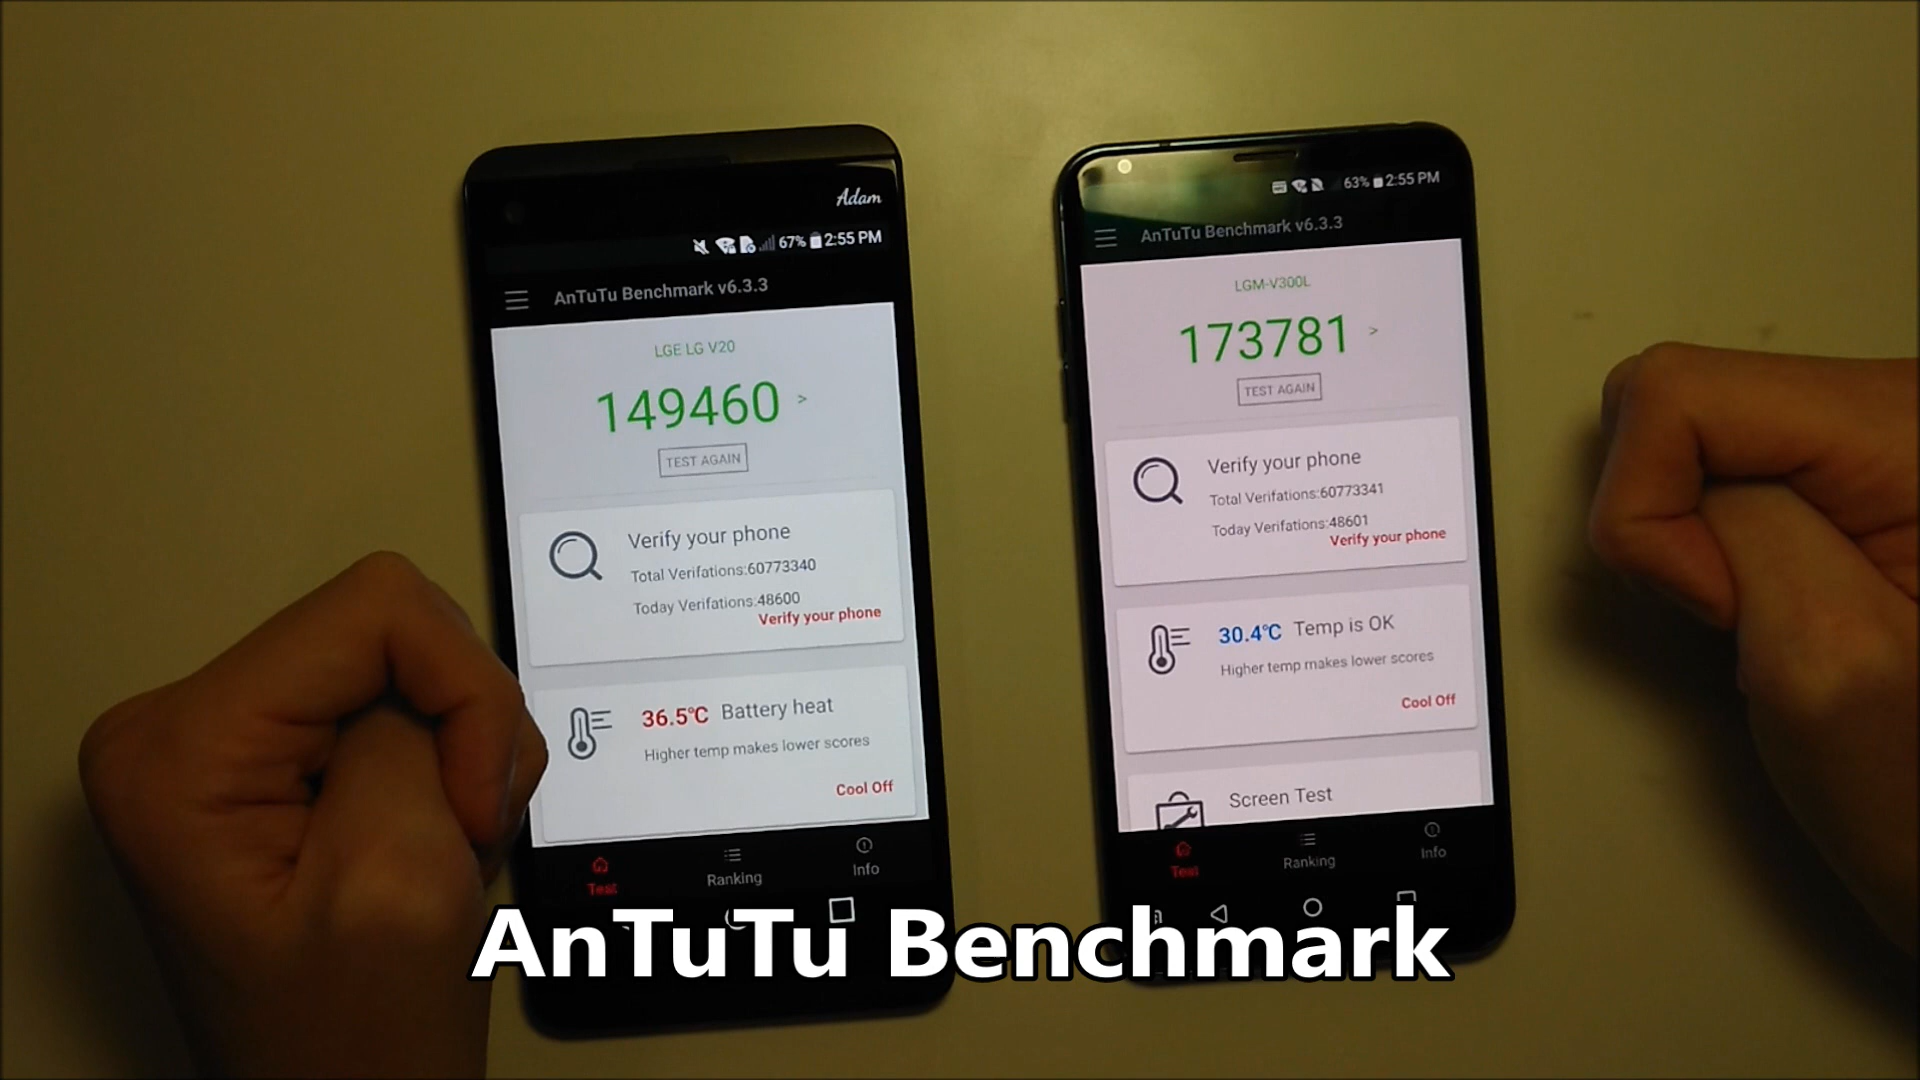 Adam
67% 2:55 PM
AnTuTu Benchmark v6.3.3
LGE LG V20
149460 >
TEST AGAIN
Verify your phone
Total Verifations:60773340
Today Verifations:48600
Verify your phone
36.5℃ Battery heat
Higher temp makes lower scores
Cool Off
Test
Ranking
Info
63% 2:55 PM
AnTuTu Benchmark v6.3.3
LGM-V300L
173781 >
TEST AGAIN
Verify your phone
Total Verifations:60773341
Today Verifations:48601
Verify your phone
30.4℃ Temp is OK
Higher temp makes lower scores
Cool Off
Screen Test
Test
Ranking
Info
AnTuTu Benchmark